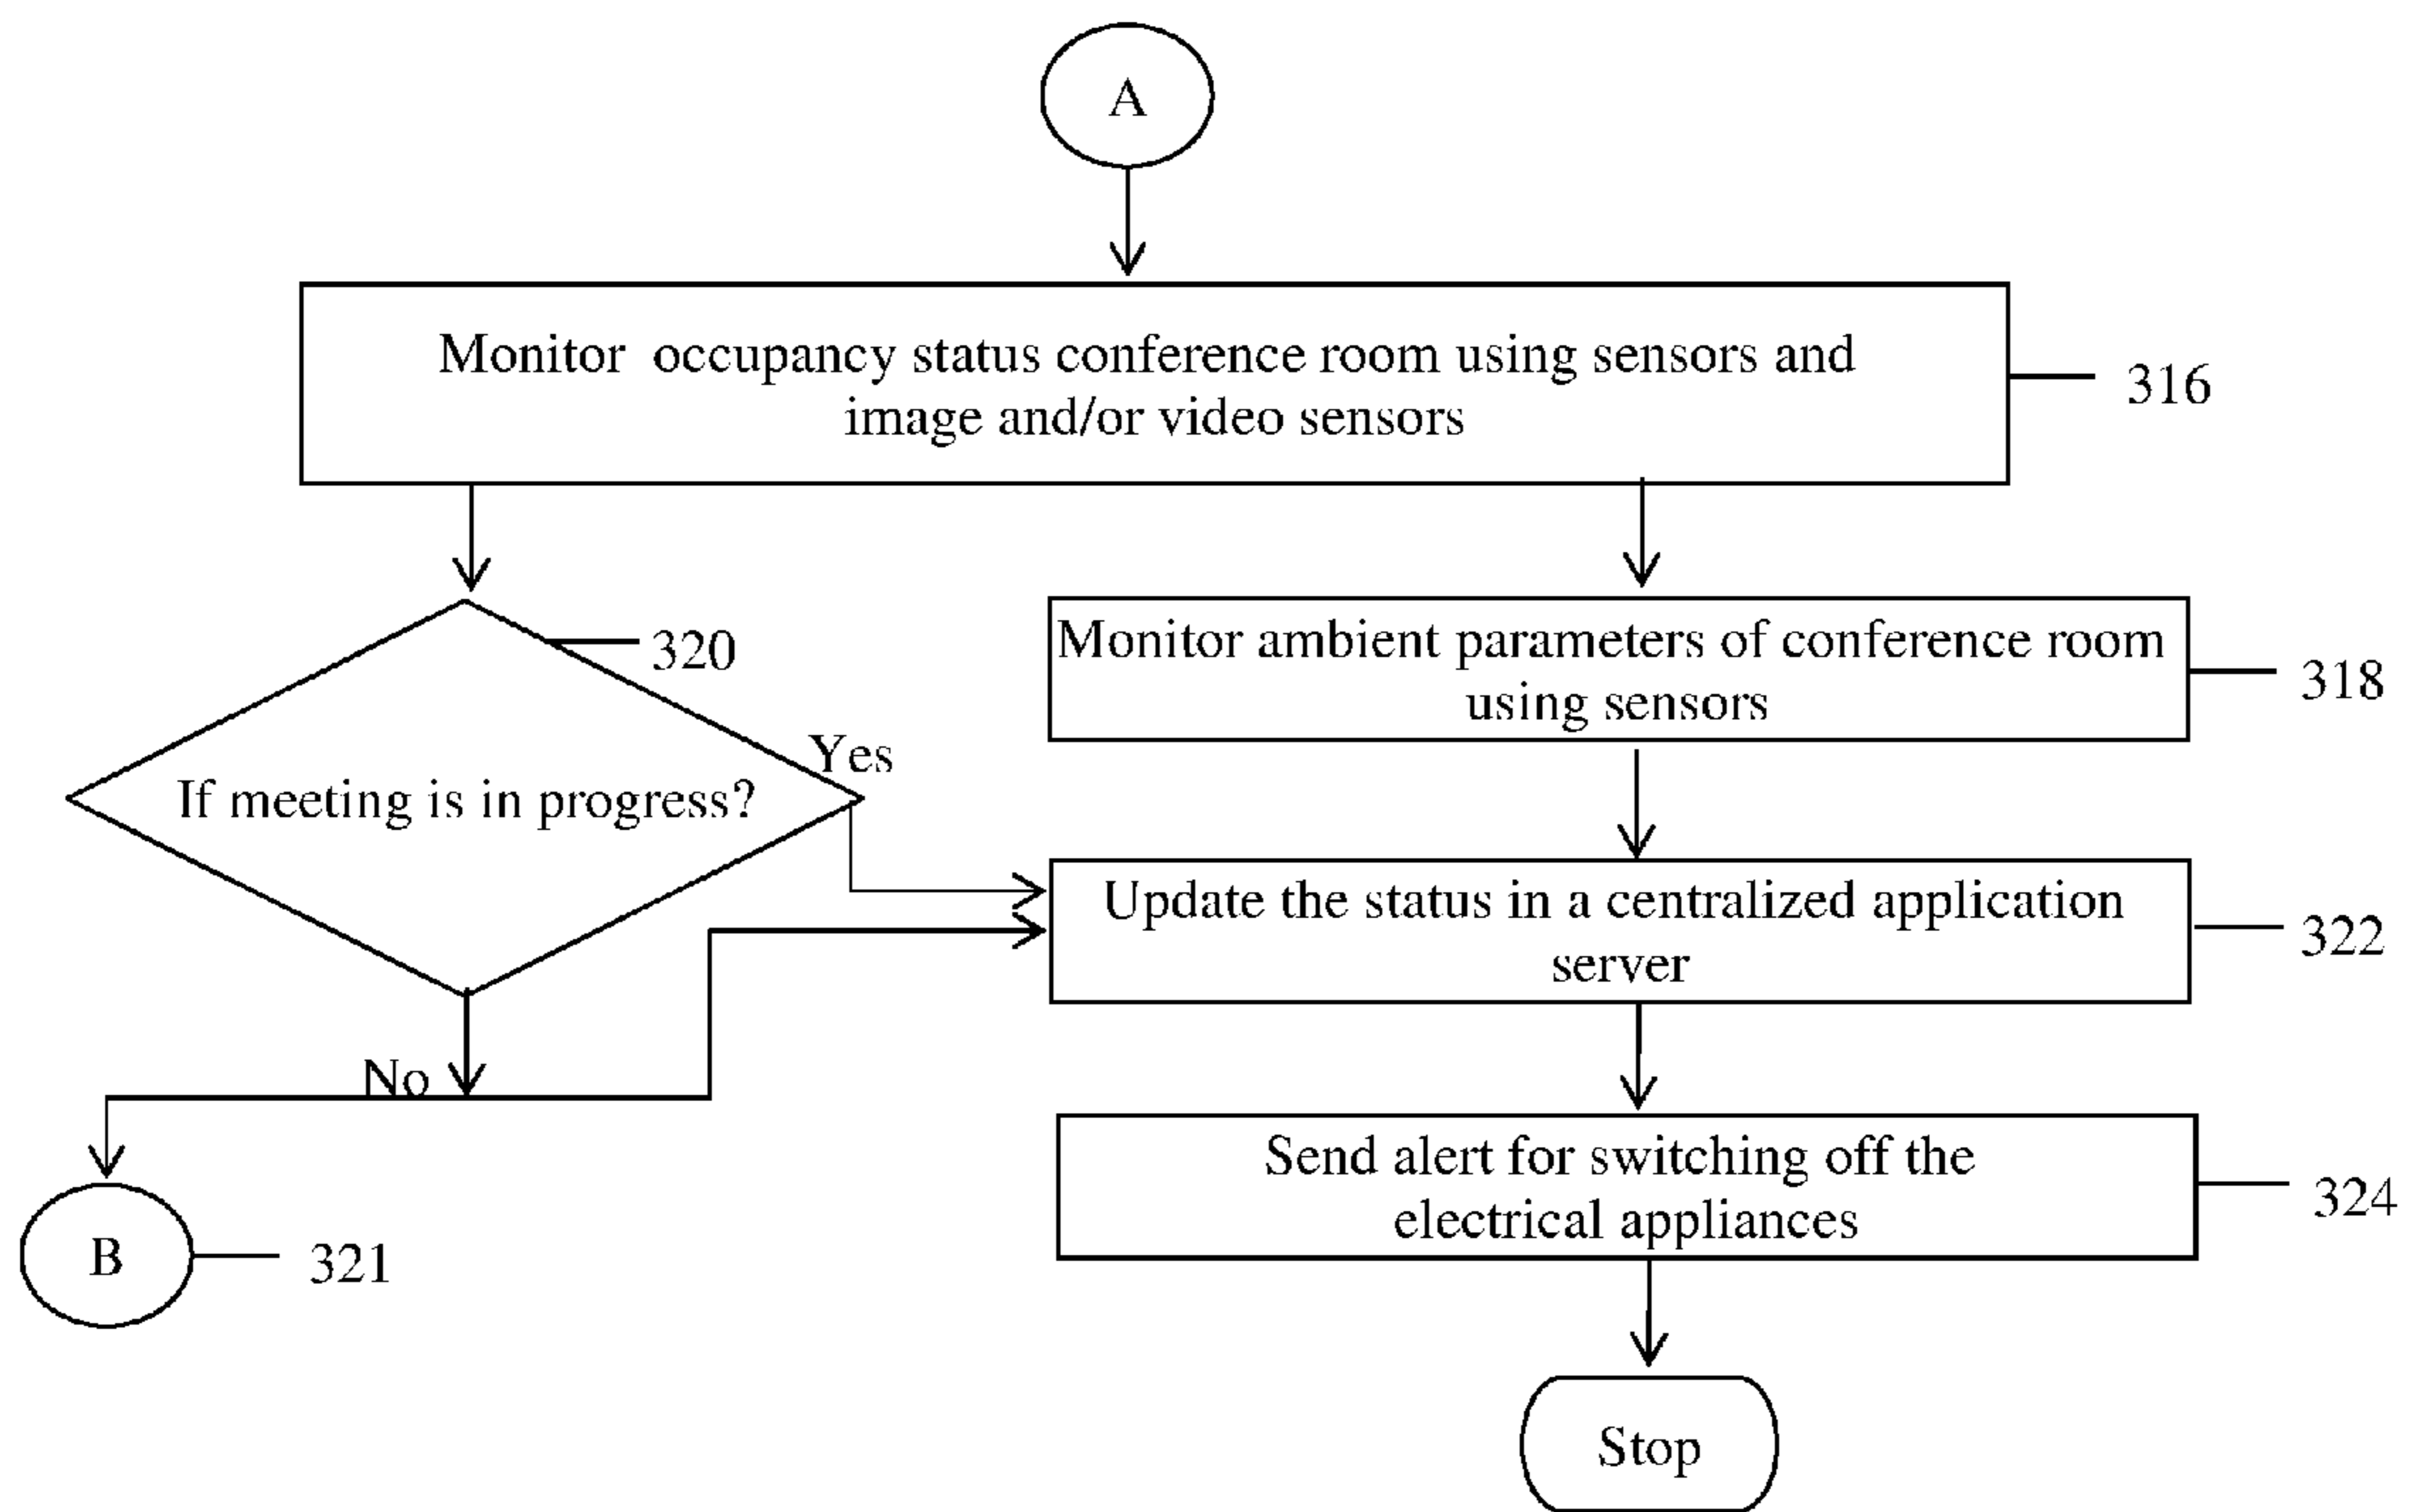 A
Monitor occupancy status conference room using sensors and
image and/or video sensors
316
320
Monitor ambient parameters of conference room
using sensors
318
Yes
If meeting is in progress?
Update the status in a centralized application
server
322
No
Send alert for switching off the
electrical appliances
324
B
321
Stop